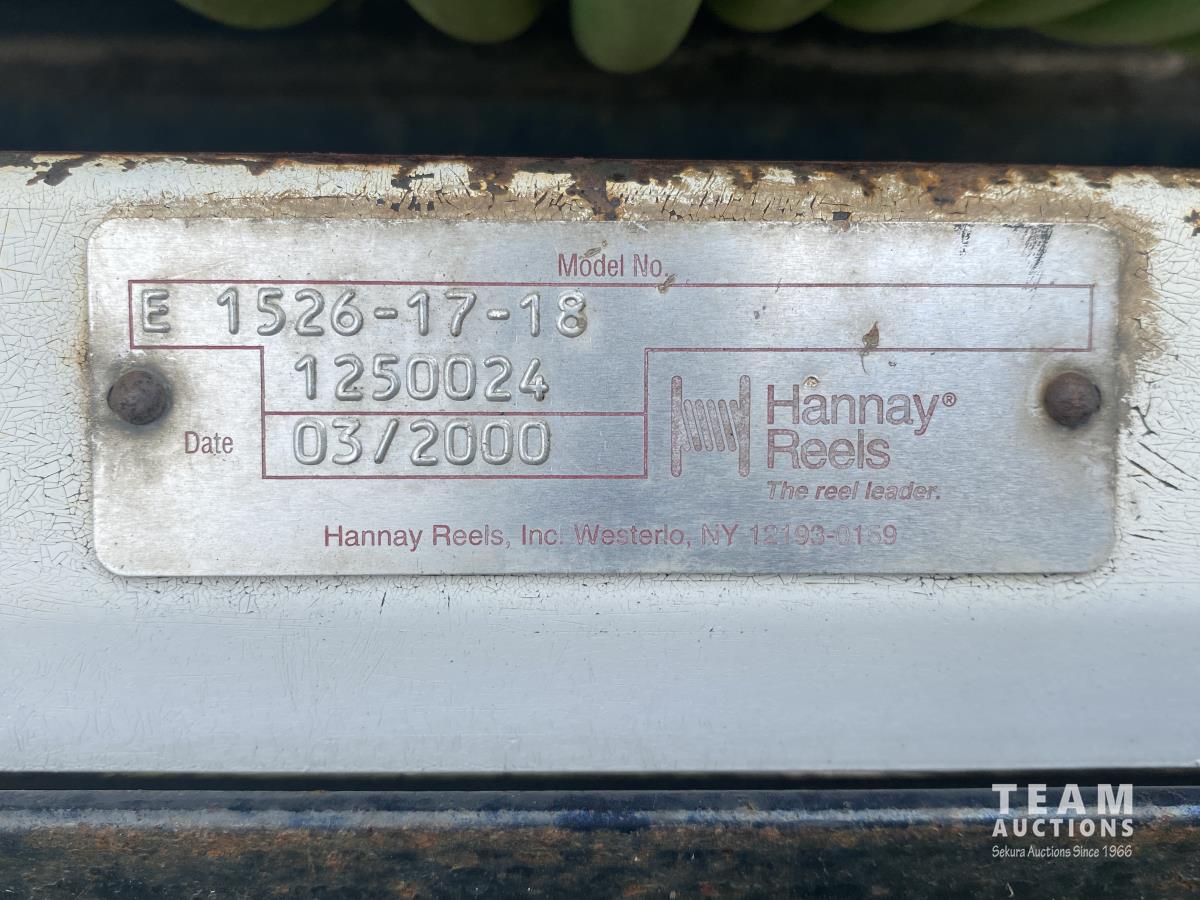 Model No.
E 1526-17-18
1250024
Date 03/2000
Hannay®
Reels
The reel leader.
Hannay Reels, Inc. Westerlo, NY 12193-0159
TEAM
AUCTIONS
Sekura Auctions Since 1966